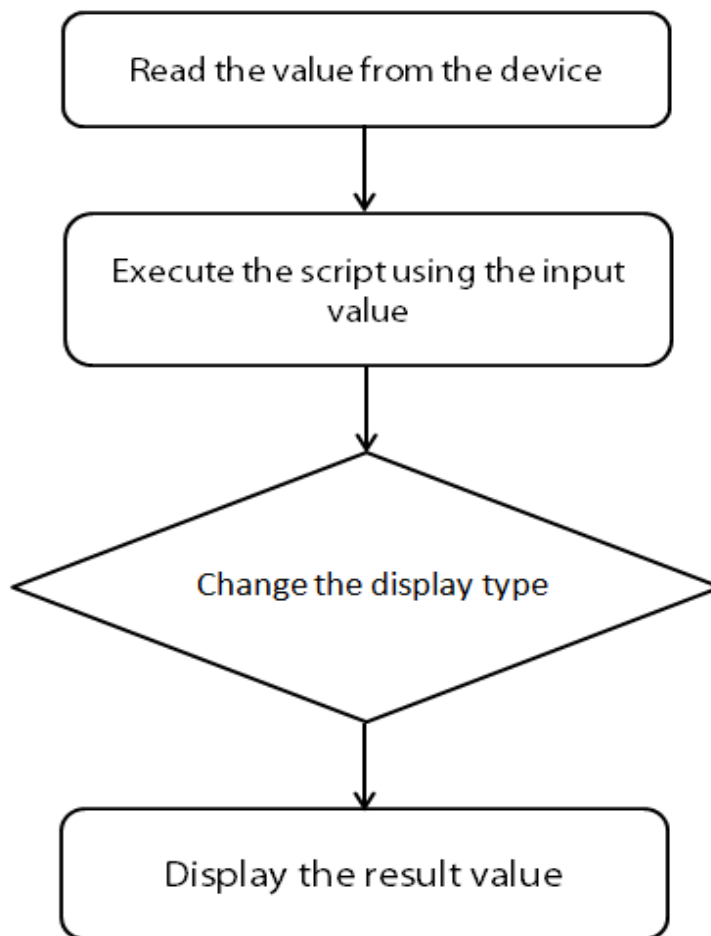 Read the value from the device
Execute the script using the input
value
Change the display type
Display the result value